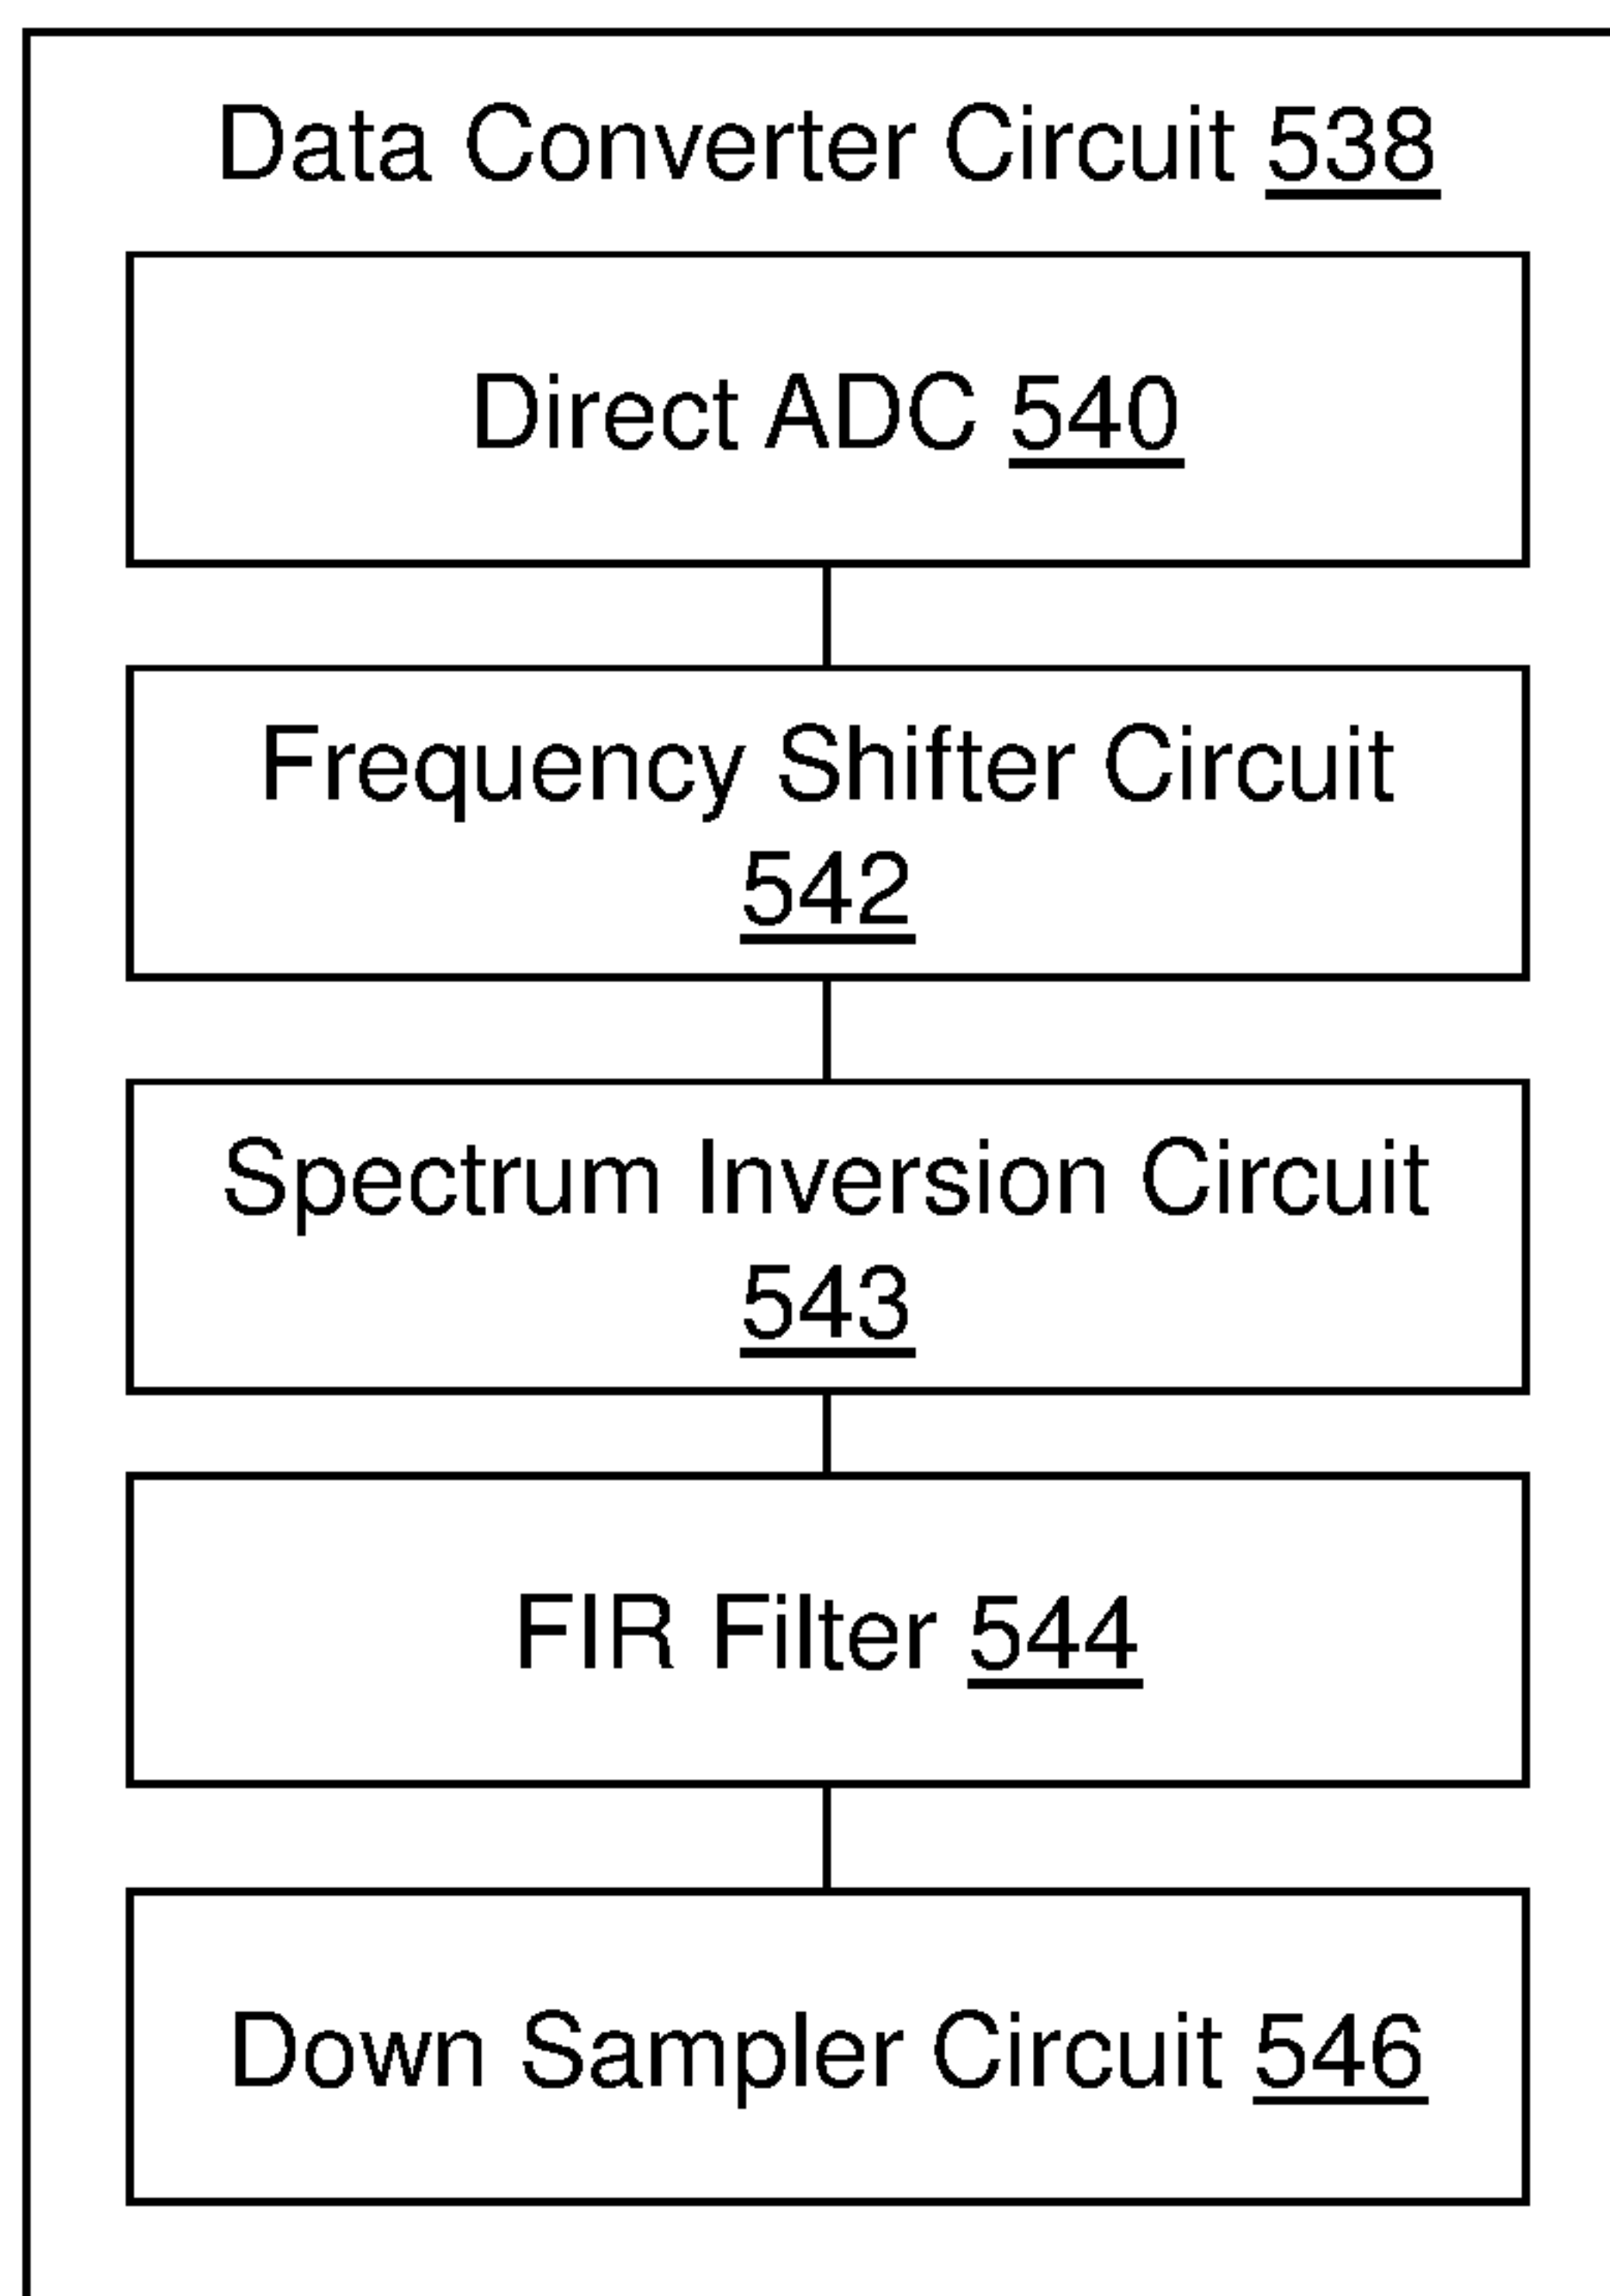 Data Converter Circuit 538
Direct ADC 540
Frequency Shifter Circuit
542
Spectrum Inversion Circuit
543
FIR Filter 544
Down Sampler Circuit 546